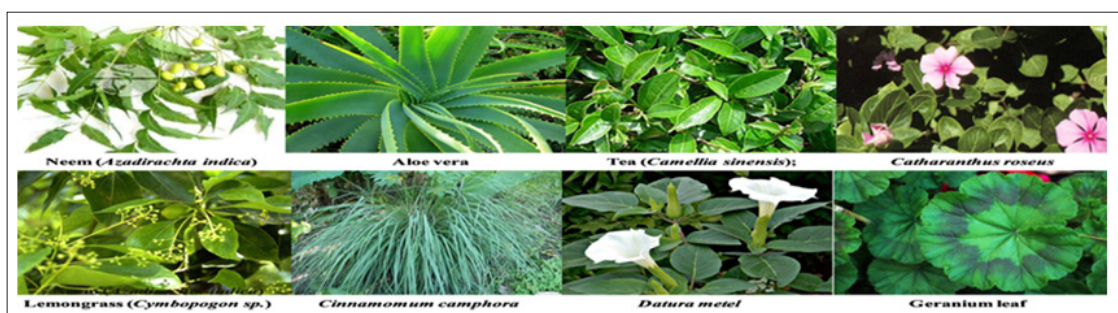 Neem (Azadirachta indica)
Aloe vera
Tea (Camellia sinensis);
Catharanthus roseus
Lemongrass (Cymbopogon sp.)
Cinnamomum camphora
Datura metel
Geranium leaf